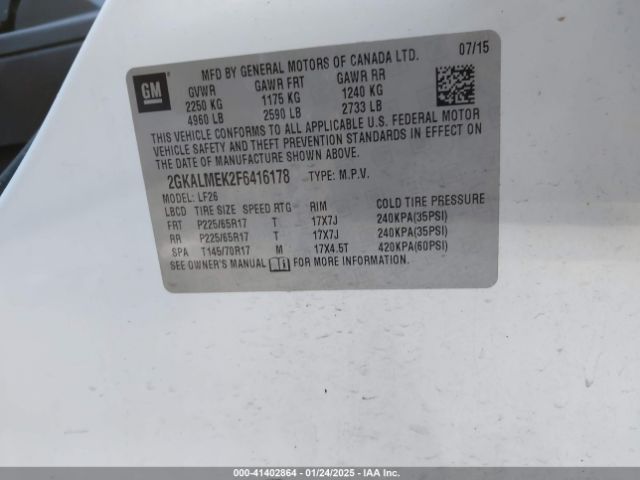 GM
MFD BY GENERAL MOTORS OF CANADA LTD. 07/15
GVWR GAWR FRT GAWR RR
2250 KG 1175 KG 1240 KG
4960 LB 2590 LB 2733 LB
THIS VEHICLE CONFORMS TO ALL APPLICABLE U.S. FEDERAL MOTOR
VEHICLE SAFETY AND THEFT PREVENTION STANDARDS IN EFFECT ON
THE DATE OF MANUFACTURE SHOWN ABOVE.
2GKALMEK2F6416178 TYPE: M.P.V.
MODEL: LF26
LBCD TIRE SIZE SPEED RTG RIM COLD TIRE PRESSURE
FRT P225/65R17 T 17X7J 240KPA(35PSI)
RR P225/65R17 T 17X7J 240KPA(35PSI)
SPA T145/70R17 M 17X4.5T 420KPA(60PSI)
SEE OWNER'S MANUAL FOR MORE INFORMATION.
000-41402864 - 01/24/2025 - IAAI.COM